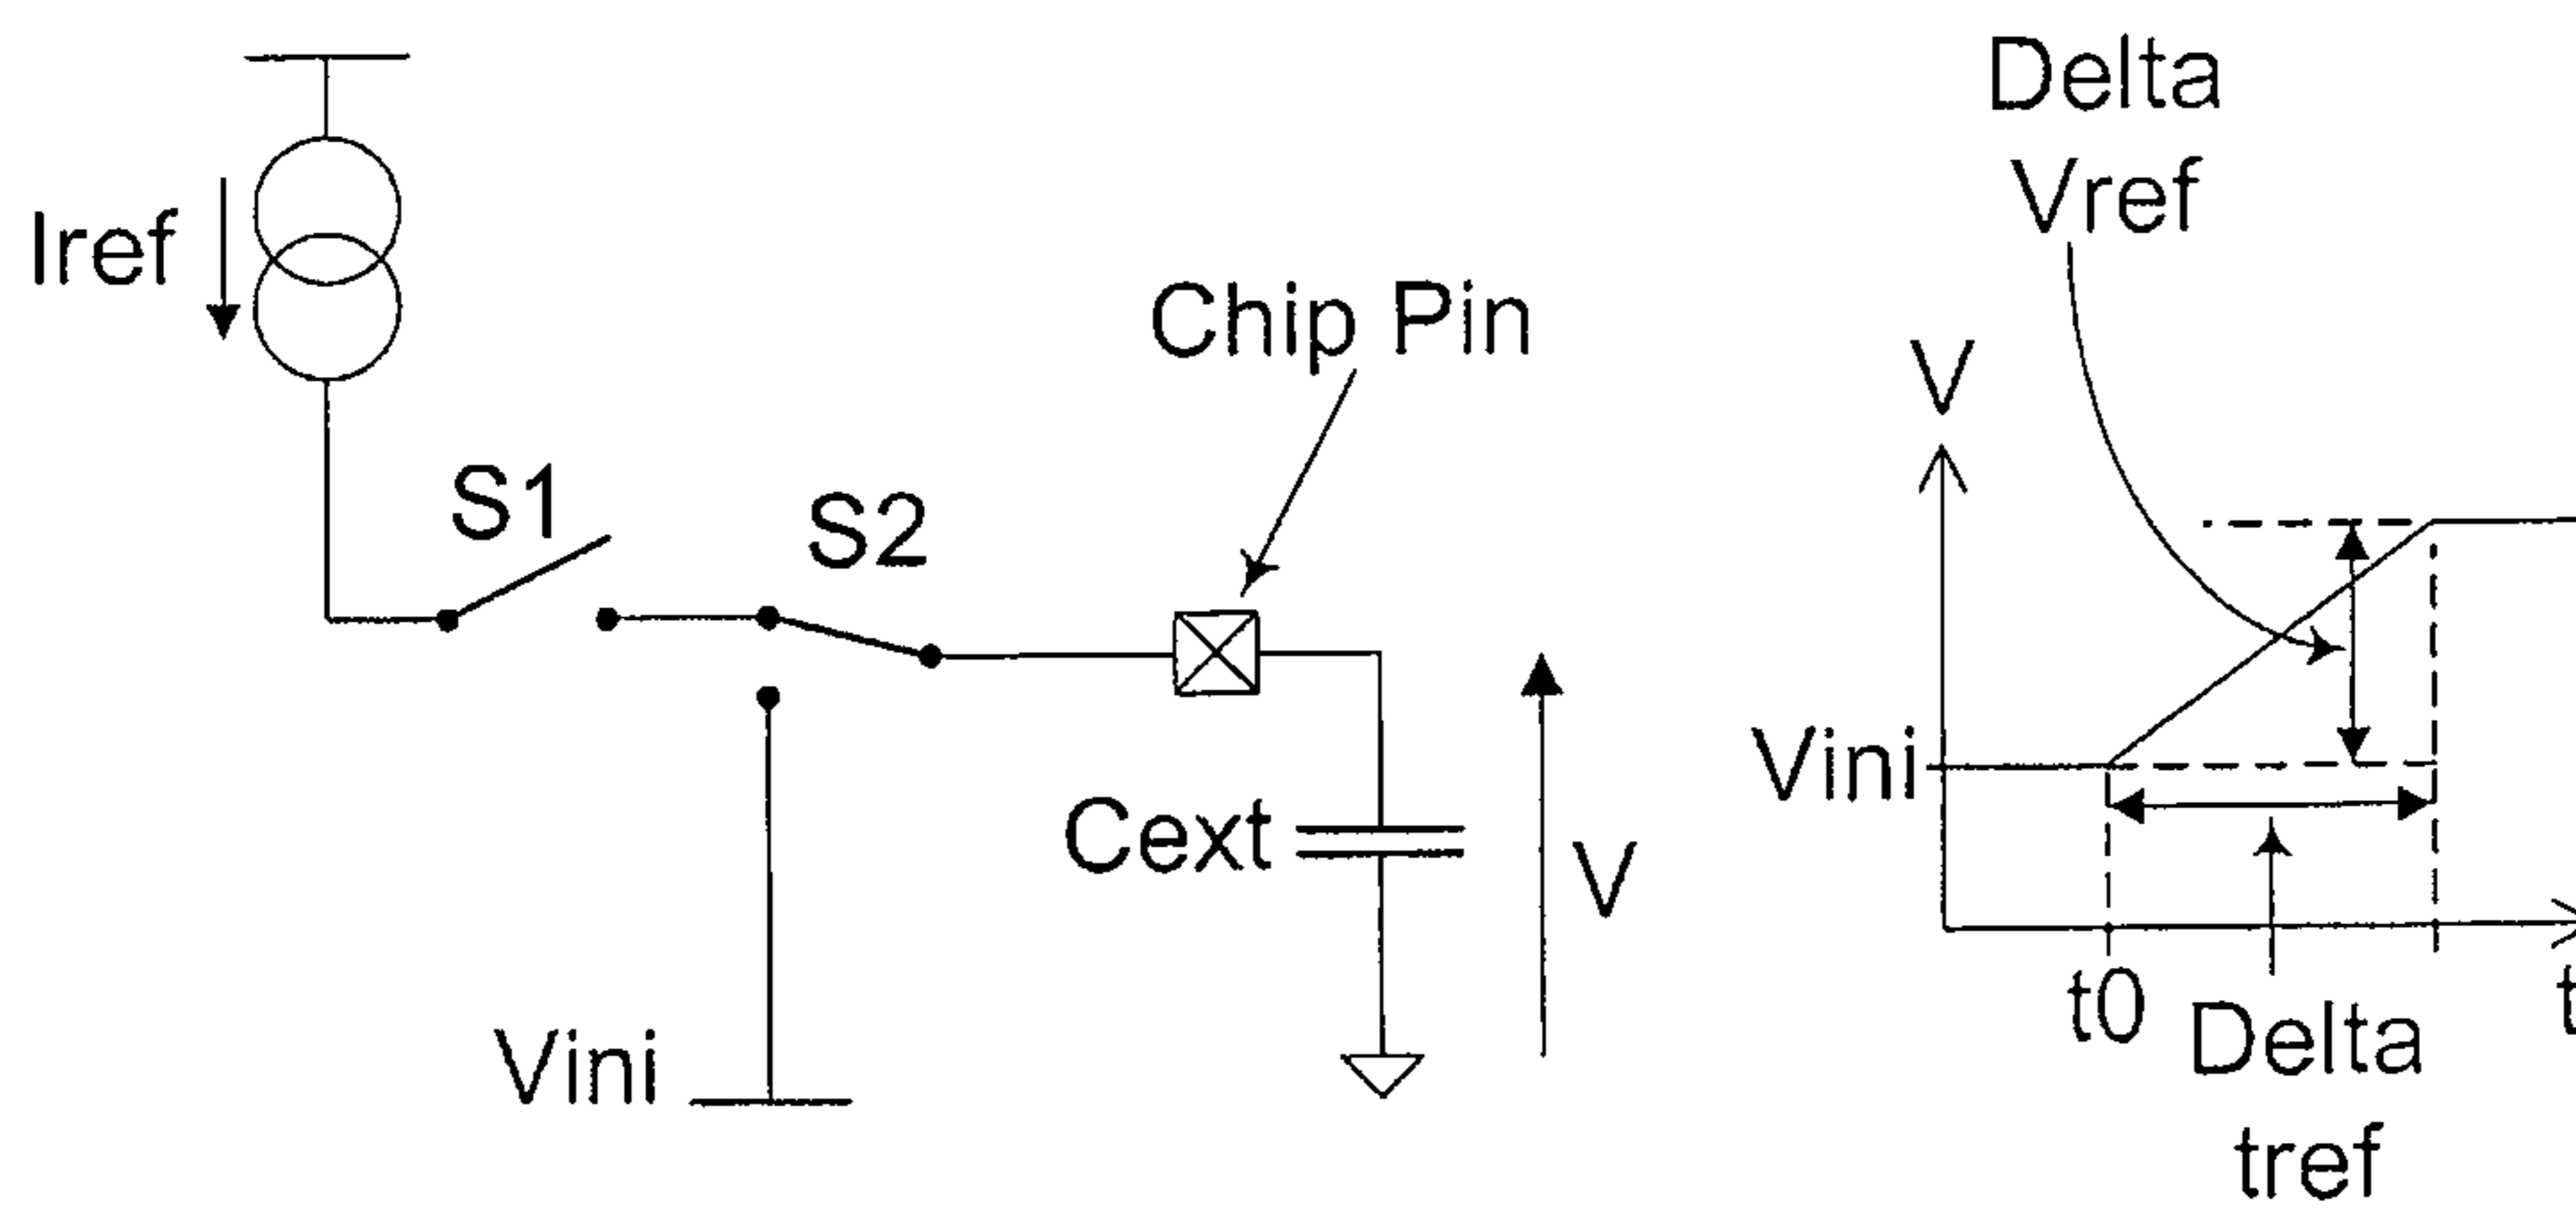 Iref
S1
S2
Chip Pin
Cext
V
Vini
Delta
Vref
V
Vini
t0
t
Delta
tref